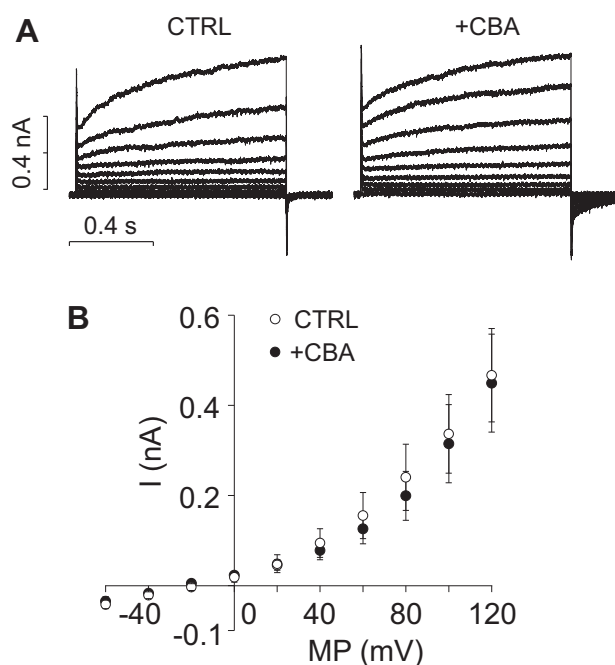 A
CTRL
+CBA
0.4 nA
0.4 s
B
0.6
CTRL
+CBA
0.4
I (nA)
0.2
-40
0
40
80
120
-0.1
MP (mV)